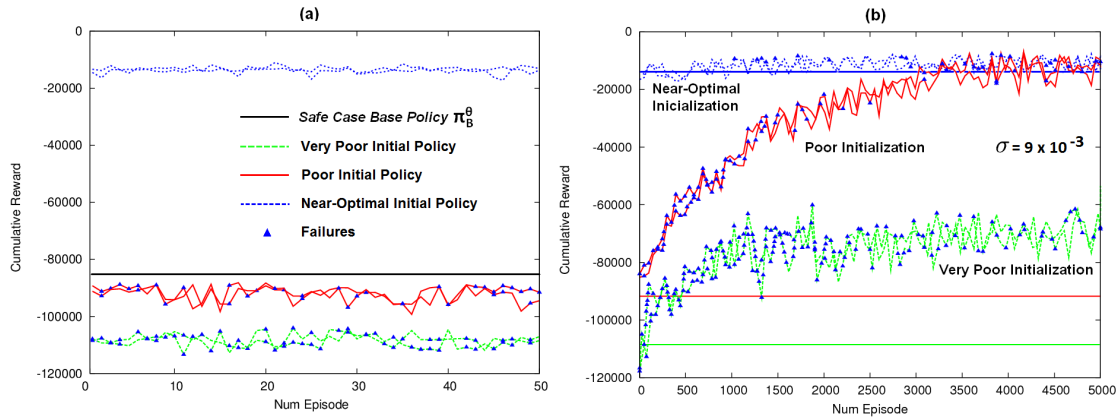 (a)
0
-20000
-40000
-60000
-80000
-100000
-120000
Cumulative Reward
Safe Case Base Policy π_B^θ
Very Poor Initial Policy
Poor Initial Policy
Near-Optimal Initial Policy
Failures
0
10
20
30
40
50
Num Episode
(b)
0
-20000
-40000
-60000
-80000
-100000
-120000
Cumulative Reward
Near-Optimal
Inicialization
Poor Initialization
σ = 9 x 10⁻³
Very Poor Initialization
0
500
1000
1500
2000
2500
3000
3500
4000
4500
5000
Num Episode